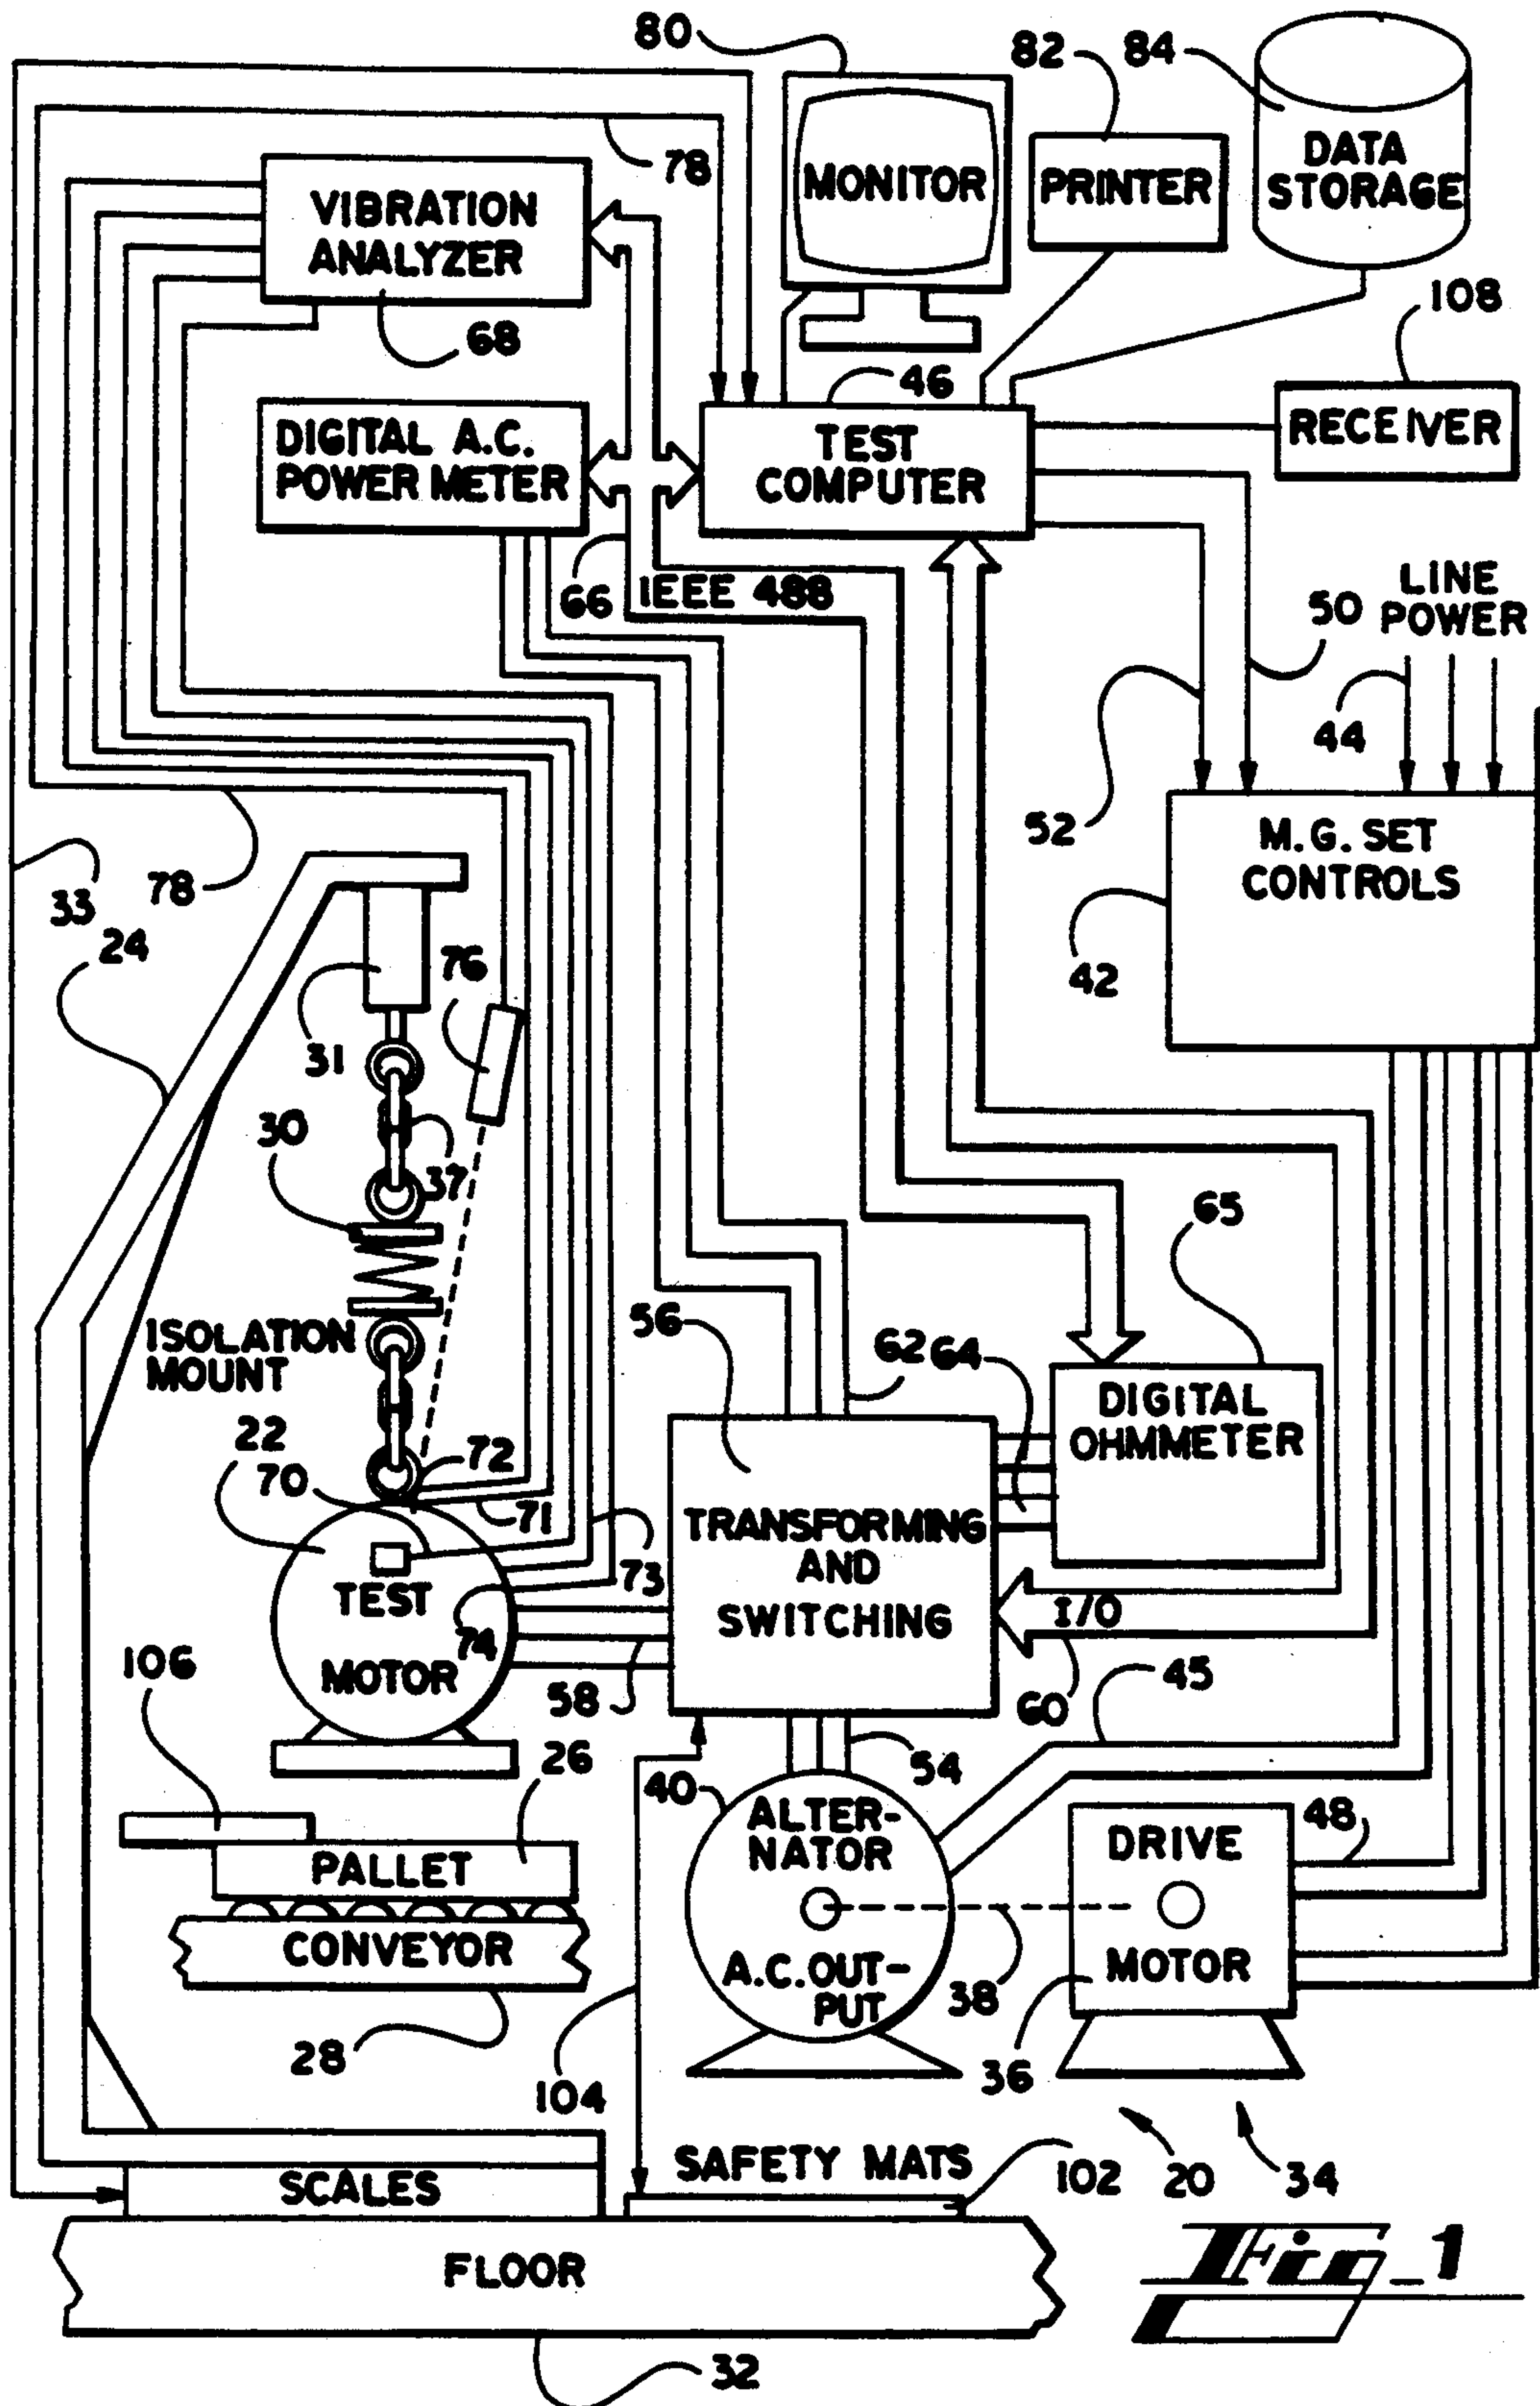 80
82
84
MONITOR
PRINTER
DATA
STORAGE
78
VIBRATION
ANALYZER
68
108
46
RECEIVER
DIGITAL A.C.
POWER METER
TEST
COMPUTER
66
IEEE 488
LINE
POWER
50
44
52
M.G. SET
CONTROLS
42
33
78
24
76
31
30
37
65
ISOLATION
MOUNT
56
62
64
DIGITAL
OHMMETER
22
70
72
71
73
TRANSFORMING
AND
SWITCHING
TEST
MOTOR
74
I/O
106
58
60
45
26
54
40
ALTER-
NATOR
A.C. OUT-
PUT
DRIVE
MOTOR
48
PALLET
CONVEYOR
38
28
36
104
SAFETY MATS
102
20
34
SCALES
FLOOR
32
Fig_1